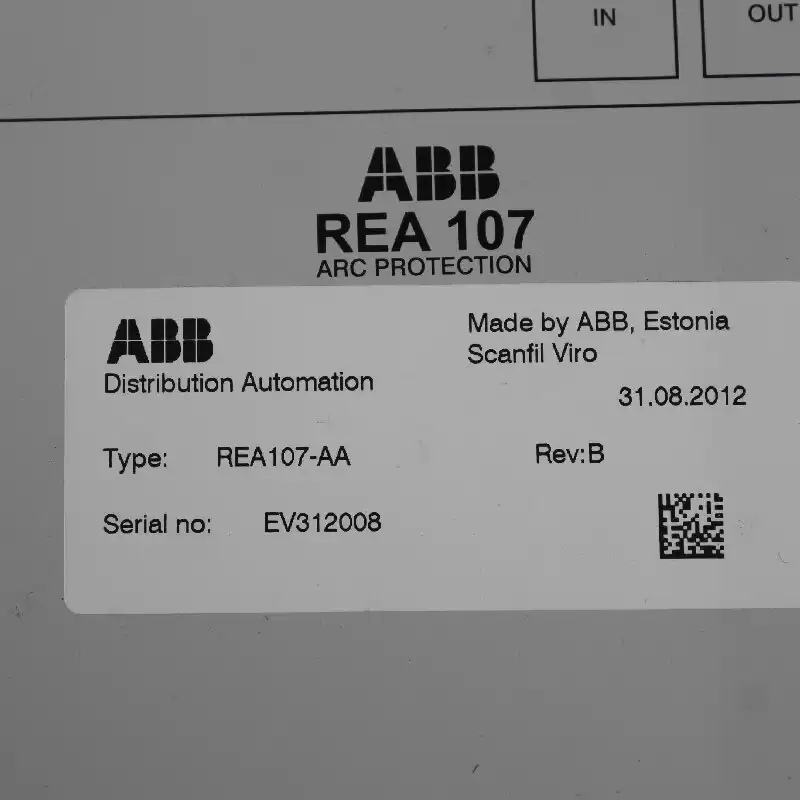 IN
OUT
ABB
REA 107
ARC PROTECTION
ABB
Distribution Automation
Made by ABB, Estonia
Scanfil Viro
31.08.2012
Type: REA107-AA
Rev:B
Serial no: EV312008